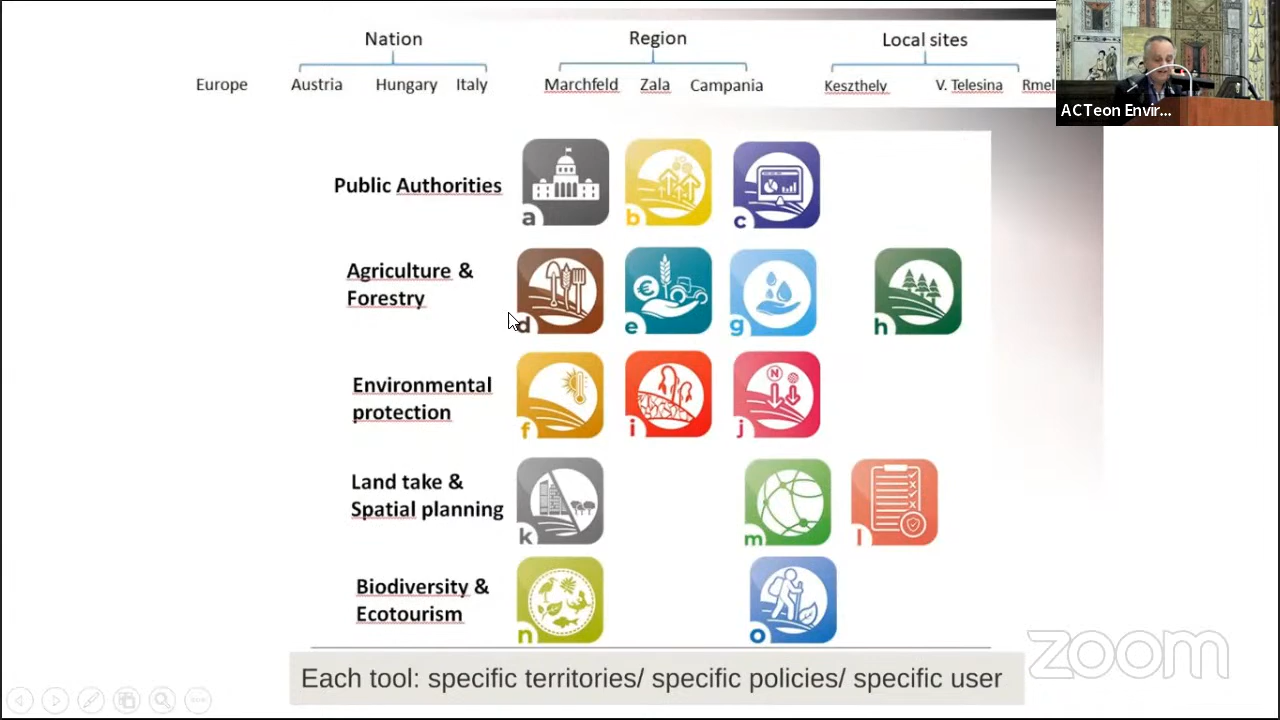 Nation
Region
Local sites
Europe
Austria
Hungary
Italy
Marchfeld
Zala
Campania
Keszthely
V. Telesina
Rmel
ACTeon Envir...
Public Authorities
a
b
c
Agriculture &
Forestry
d
e
g
h
€
Environmental
protection
f
i
j
N
Land take &
Spatial planning
k
m
l
Biodiversity &
Ecotourism
n
o
Each tool: specific territories/ specific policies/ specific user
zoom